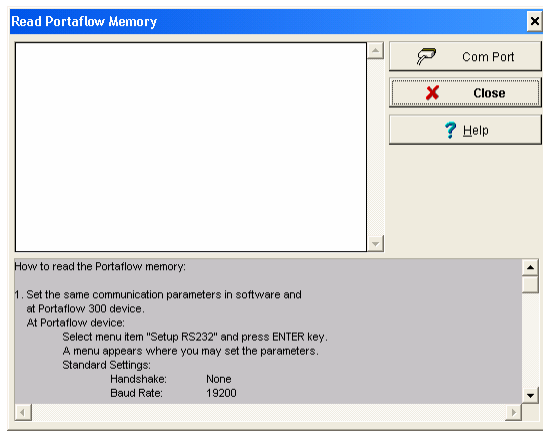 Read Portaflow Memory
Com Port
Close
Help
How to read the Portaflow memory:
1. Set the same communication parameters in software and
at Portaflow 300 device.
At Portaflow device:
Select menu item "Setup RS232" and press ENTER key.
A menu appears where you may set the parameters.
Standard Settings:
Handshake: None
Baud Rate: 19200